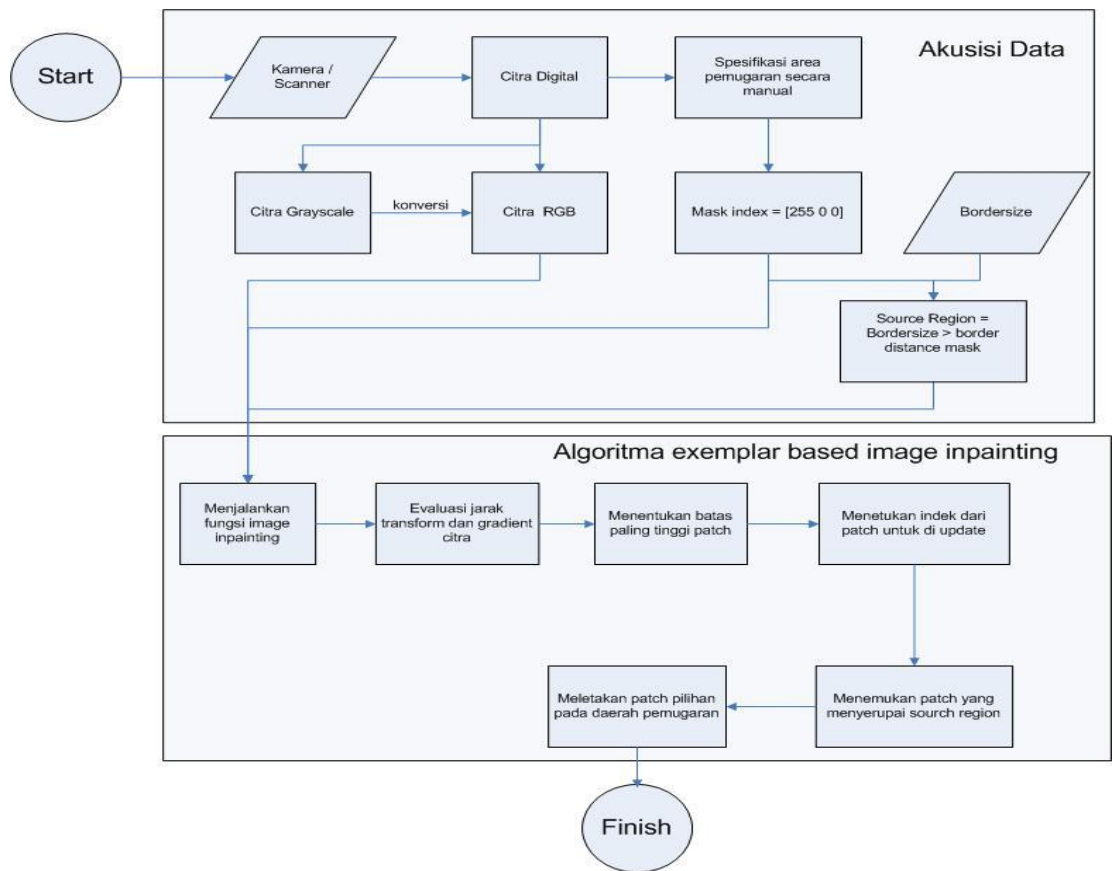 Akusisi Data
Start
Kamera /
Scanner
Citra Digital
Spesifikasi area
pemugaran secara
manual
Citra Grayscale
konversi
Citra RGB
Mask index = [255 0 0]
Bordersize
Source Region =
Bordersize > border
distance mask
Algoritma exemplar based image inpainting
Menjalankan
fungsi image
inpainting
Evaluasi jarak
transform dan gradient
citra
Menentukan batas
paling tinggi patch
Menetukan indek dari
patch untuk di update
Meletakan patch pilihan
pada daerah pemugaran
Menemukan patch yang
menyerupai sourch region
Finish